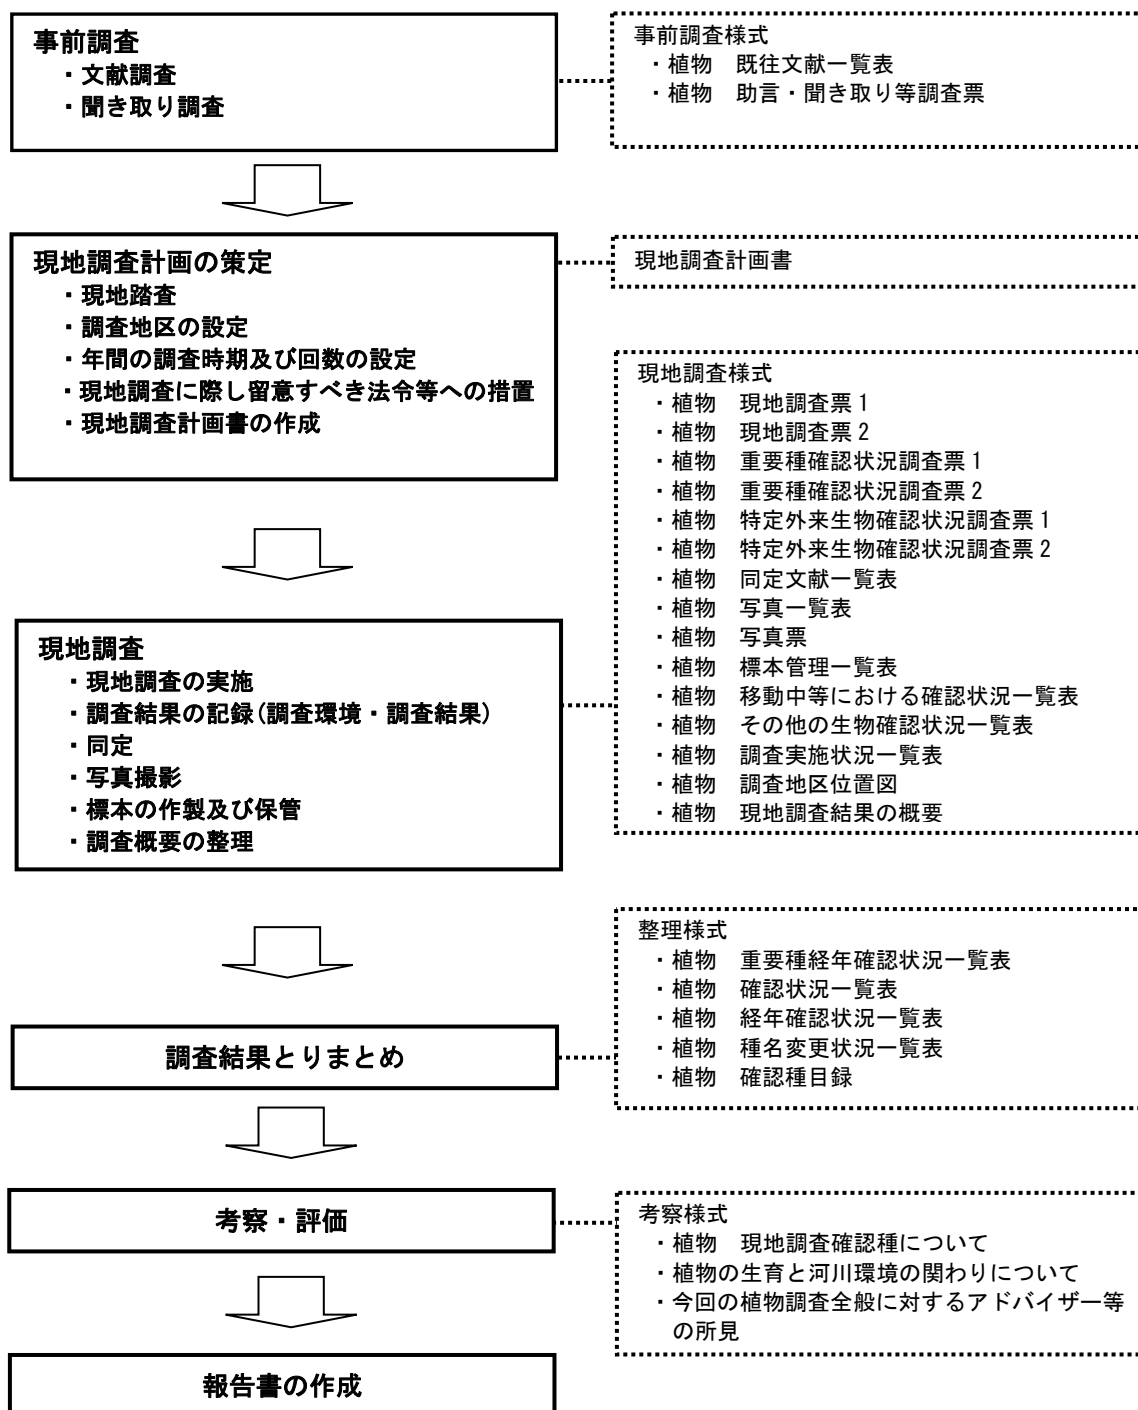 事前調査
・文献調査
・聞き取り調査
事前調査様式
・植物　既往文献一覧表
・植物　助言・聞き取り等調査票
現地調査計画の策定
・現地踏査
・調査地区の設定
・年間の調査時期及び回数の設定
・現地調査に際し留意すべき法令等への措置
・現地調査計画書の作成
現地調査計画書
現地調査
・現地調査の実施
・調査結果の記録(調査環境・調査結果)
・同定
・写真撮影
・標本の作製及び保管
・調査概要の整理
現地調査様式
・植物　現地調査票1
・植物　現地調査票2
・植物　重要種確認状況調査票1
・植物　重要種確認状況調査票2
・植物　特定外来生物確認状況調査票1
・植物　特定外来生物確認状況調査票2
・植物　同定文献一覧表
・植物　写真一覧表
・植物　写真票
・植物　標本管理一覧表
・植物　移動中等における確認状況一覧表
・植物　その他の生物確認状況一覧表
・植物　調査実施状況一覧表
・植物　調査地区位置図
・植物　現地調査結果の概要
調査結果とりまとめ
整理様式
・植物　重要種経年確認状況一覧表
・植物　確認状況一覧表
・植物　経年確認状況一覧表
・植物　種名変更状況一覧表
・植物　確認種目録
考察・評価
考察様式
・植物　現地調査確認種について
・植物の生育と河川環境の関わりについて
・今回の植物調査全般に対するアドバイザー等
の所見
報告書の作成